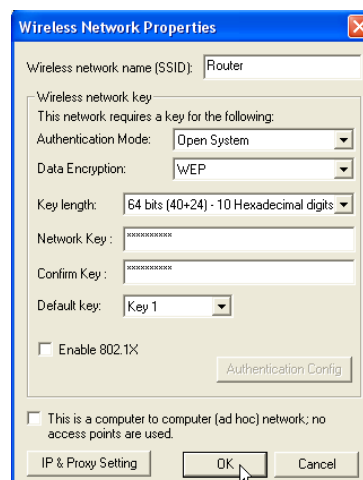 Wireless Network Properties
Wireless network name (SSID): Router
Wireless network key
This network requires a key for the following:
Authentication Mode: Open System
Data Encryption: WEP
Key length: 64 bits (40+24) - 10 Hexadecimal digits
Network Key : **********
Confirm Key : **********
Default key: Key 1
Enable 802.1X
Authentication Config
This is a computer to computer (ad hoc) network; no
access points are used.
IP & Proxy Setting OK Cancel